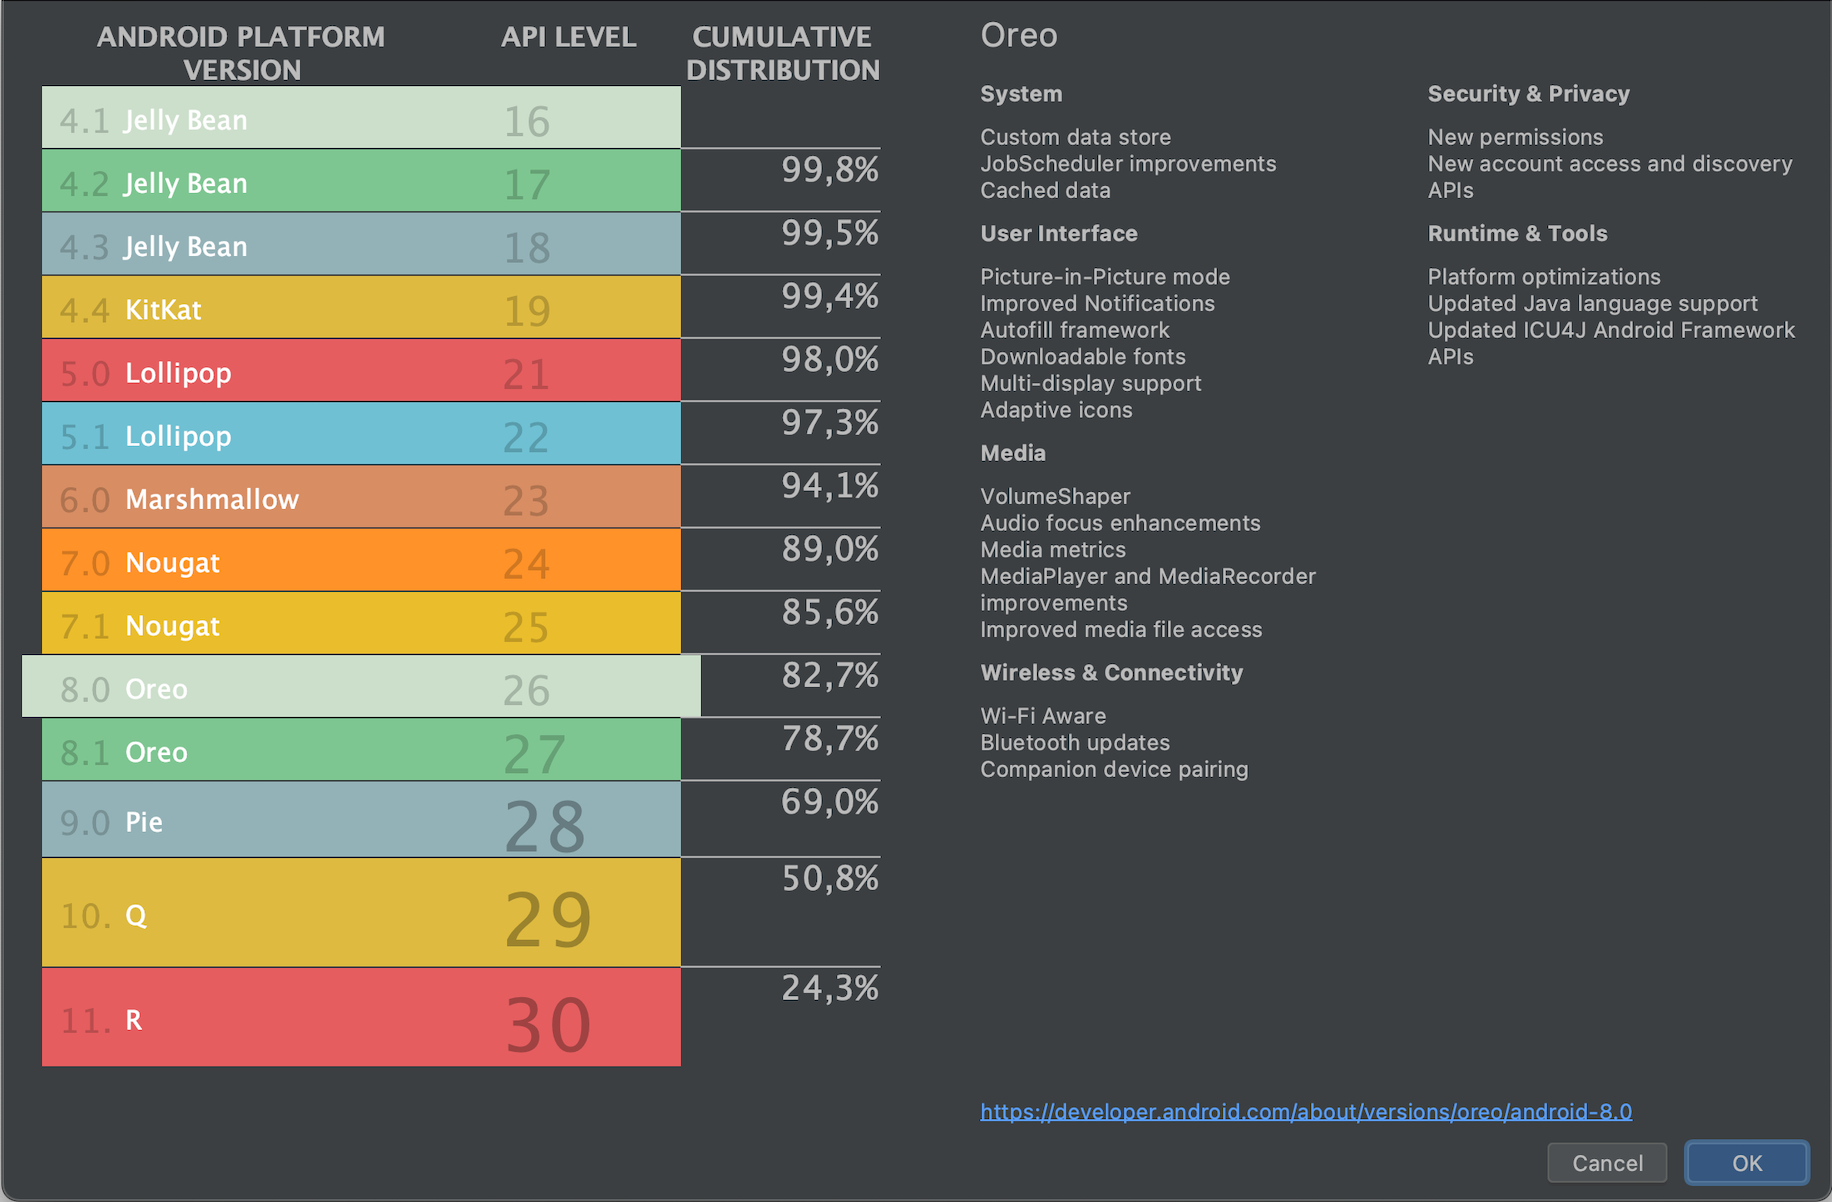 ANDROID PLATFORM
VERSION
API LEVEL
CUMULATIVE
DISTRIBUTION
4.1 Jelly Bean 16
99,8%
4.2 Jelly Bean 17
99,5%
4.3 Jelly Bean 18
99,4%
4.4 KitKat 19
98,0%
5.0 Lollipop 21
97,3%
5.1 Lollipop 22
94,1%
6.0 Marshmallow 23
89,0%
7.0 Nougat 24
85,6%
7.1 Nougat 25
82,7%
8.0 Oreo 26
78,7%
8.1 Oreo 27
69,0%
9.0 Pie 28
50,8%
10. Q 29
24,3%
11. R 30
Oreo
System
Custom data store
JobScheduler improvements
Cached data
User Interface
Picture-in-Picture mode
Improved Notifications
Autofill framework
Downloadable fonts
Multi-display support
Adaptive icons
Media
VolumeShaper
Audio focus enhancements
Media metrics
MediaPlayer and MediaRecorder
improvements
Improved media file access
Wireless & Connectivity
Wi-Fi Aware
Bluetooth updates
Companion device pairing
Security & Privacy
New permissions
New account access and discovery
APIs
Runtime & Tools
Platform optimizations
Updated Java language support
Updated ICU4J Android Framework
APIs
https://developer.android.com/about/versions/oreo/android-8.0
Cancel
OK